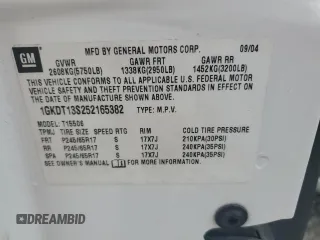 GM
MFD BY GENERAL MOTORS CORP. 09/04
GVWR GAWR FRT GAWR RR
2608KG(5750LB) 1338KG(2950LB) 1452KG(3200LB)
THIS VEHICLE CONFORMS TO ALL APPLICABLE U.S. FEDERAL MOTOR
VEHICLE SAFETY AND THEFT PREVENTION STANDARDS IN EFFECT ON
THE DATE OF MANUFACTURE SHOWN ABOVE.
1GKDT13S252165382 TYPE: M.P.V.
MODEL: T15506
TPMJ TIRE SIZE SPEED RTG RIM COLD TIRE PRESSURE
FRT P245/65R17 S 17X7J 210KPA(30PSI)
RR P245/65R17 S 17X7J 240KPA(35PSI)
SPA P245/65R17 S 17X7J 240KPA(35PSI)
SEE OWNER'S MANUAL FOR ADDITIONAL INFORMATION
AUTOBIDMASTER